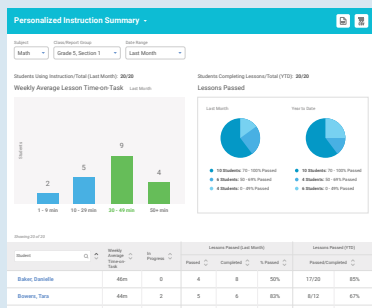 Personalized Instruction Summary
CSV
Subject
Class/Report Group
Date Range
Math
Grade 5, Section 1
Last Month
Students Using Instruction/Total (Last Month): 20/20
Students Completing Lessons/Total (YTD): 20/20
Weekly Average Lesson Time-on-Task Last Month
Lessons Passed
Students
2
5
9
4
1 - 9 min
10 - 29 min
30 - 49 min
50+ min
Last Month
Year to Date
10 Students: 70 - 100% Passed
6 Students: 50 - 69% Passed
4 Students: 0 - 49% Passed
10 Students: 70 - 100% Passed
4 Students: 50 - 69% Passed
6 Students: 0 - 49% Passed
Showing 20 of 20
Student
Weekly Average Time-on-Task
In Progress
Lessons Passed (Last Month)
Lessons Passed (YTD)
Passed
Completed
% Passed
Passed/Completed
Baker, Danielle 46m 0 4 8 50% 17/20 85%
Bowers, Tara 44m 2 5 6 83% 8/12 67%